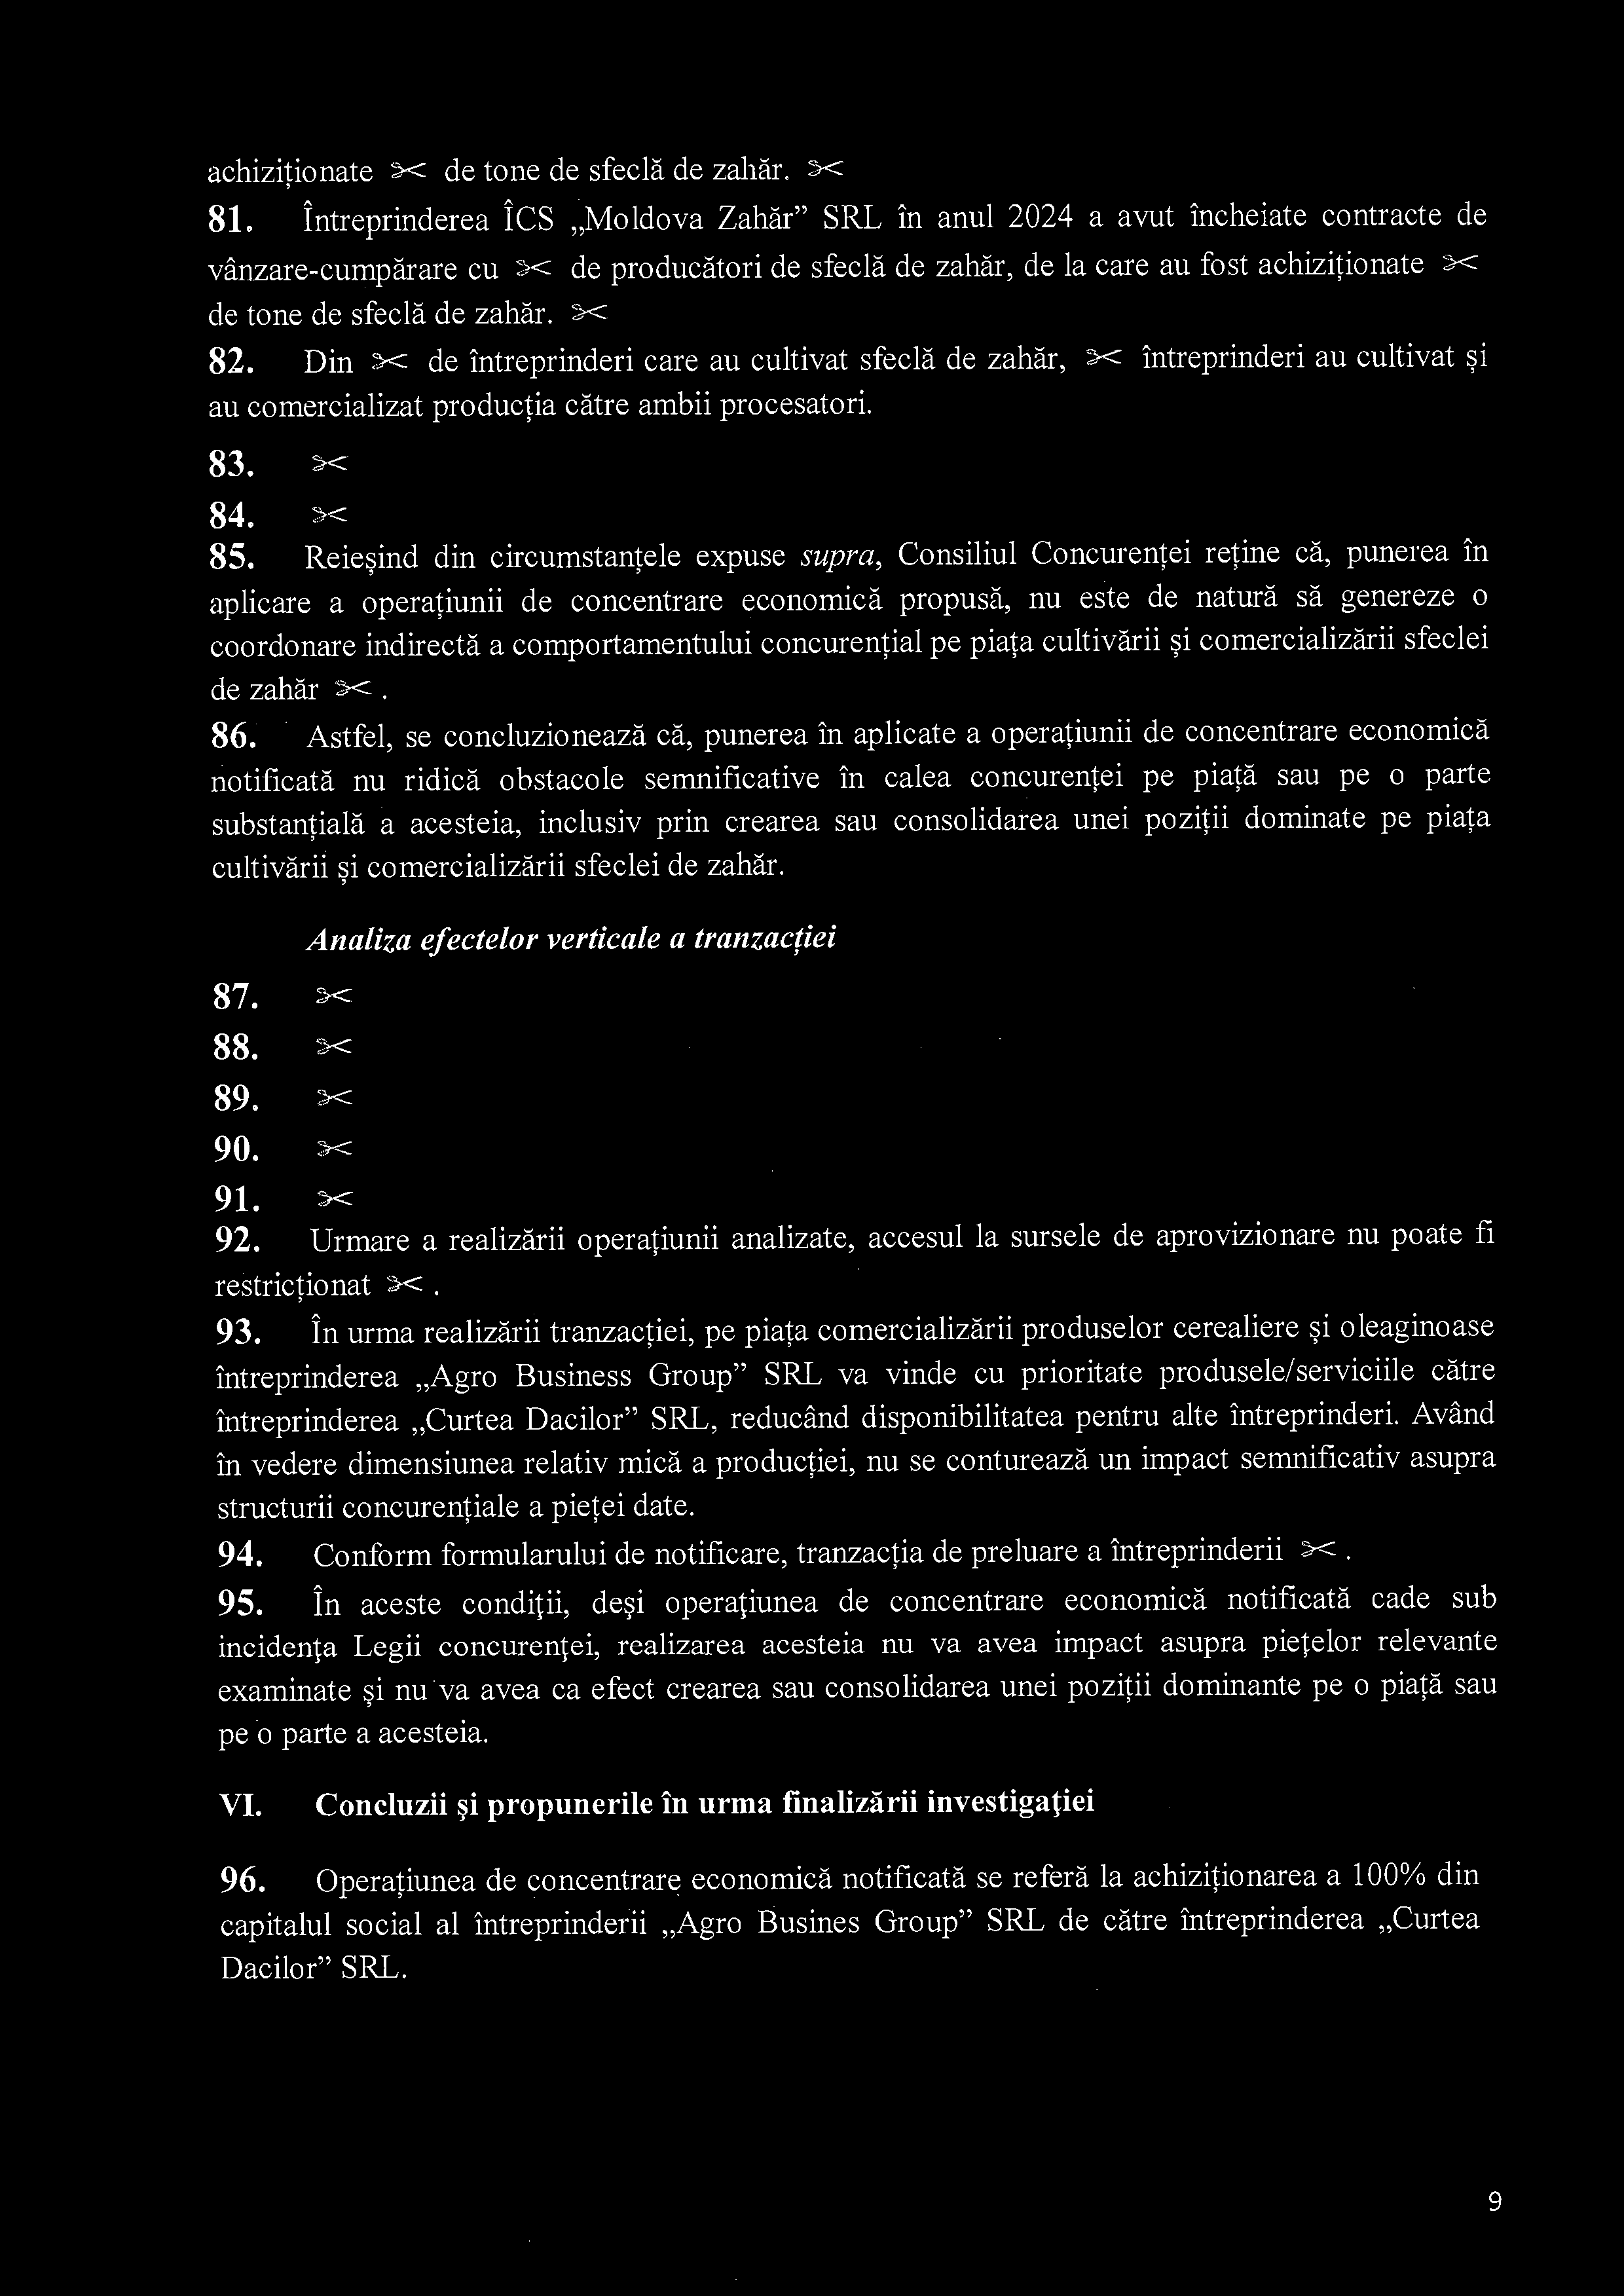 achiziționate ✂ de tone de sfeclă de zahăr. ✂
81. Întreprinderea ÎCS „Moldova Zahăr” SRL în anul 2024 a avut încheiate contracte de
vânzare-cumpărare cu ✂ de producători de sfeclă de zahăr, de la care au fost achiziționate ✂
de tone de sfeclă de zahăr. ✂
82. Din ✂ de întreprinderi care au cultivat sfeclă de zahăr, ✂ întreprinderi au cultivat și
au comercializat producția către ambii procesatori.
83. ✂
84. ✂
85. Reieșind din circumstanțele expuse supra, Consiliul Concurenței reține că, punerea în
aplicare a operațiunii de concentrare economică propusă, nu este de natură să genereze o
coordonare indirectă a comportamentului concurențial pe piața cultivării și comercializării sfeclei
de zahăr ✂ .
86. Astfel, se concluzionează că, punerea în aplicate a operațiunii de concentrare economică
notificată nu ridică obstacole semnificative în calea concurenței pe piață sau pe o parte
substanțială a acesteia, inclusiv prin crearea sau consolidarea unei poziții dominate pe piața
cultivării și comercializării sfeclei de zahăr.
Analiza efectelor verticale a tranzacției
87. ✂
88. ✂
89. ✂
90. ✂
91. ✂
92. Urmare a realizării operațiunii analizate, accesul la sursele de aprovizionare nu poate fi
restricționat ✂ .
93. În urma realizării tranzacției, pe piața comercializării produselor cerealiere și oleaginoase
întreprinderea „Agro Business Group” SRL va vinde cu prioritate produsele/serviciile către
întreprinderea „Curtea Dacilor” SRL, reducând disponibilitatea pentru alte întreprinderi. Având
în vedere dimensiunea relativ mică a producției, nu se conturează un impact semnificativ asupra
structurii concurențiale a pieței date.
94. Conform formularului de notificare, tranzacția de preluare a întreprinderii ✂ .
95. În aceste condiții, deși operațiunea de concentrare economică notificată cade sub
incidența Legii concurenței, realizarea acesteia nu va avea impact asupra piețelor relevante
examinate și nu va avea ca efect crearea sau consolidarea unei poziții dominante pe o piață sau
pe o parte a acesteia.
VI. Concluzii și propunerile în urma finalizării investigației
96. Operațiunea de concentrare economică notificată se referă la achiziționarea a 100% din
capitalul social al întreprinderii „Agro Busines Group” SRL de către întreprinderea „Curtea
Dacilor” SRL.
9